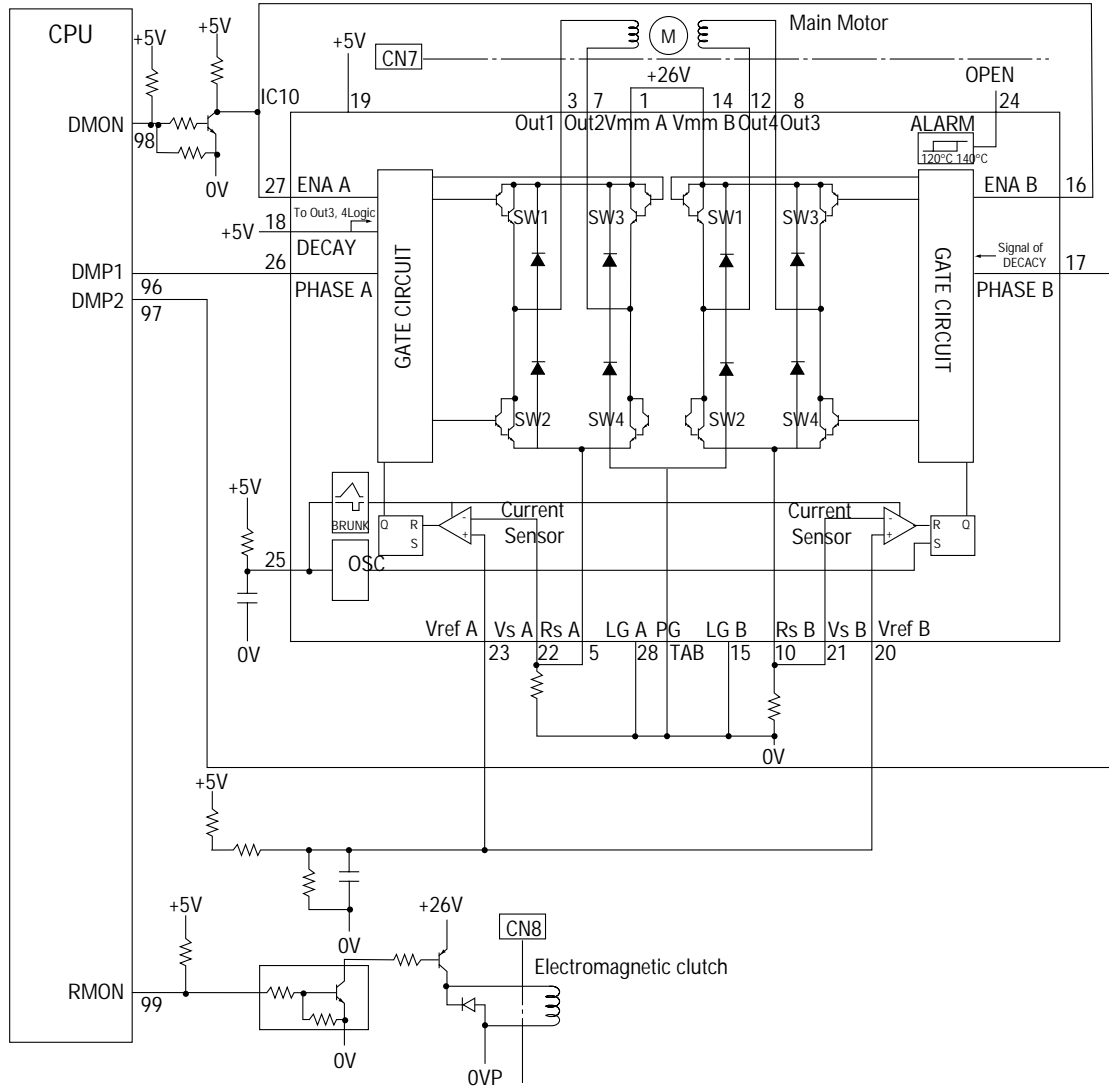 CPU
+5V
+5V
+5V
CN7
M
Main Motor
+26V
OPEN
IC10
19
3
7
1
14
12
8
24
DMON
98
Out1
Out2
Vmm A
Vmm B
Out4
Out3
ALARM
120°C 140°C
0V
27
ENA A
ENA B
16
SW1
SW3
SW1
SW3
To Out3, 4Logic
18
+5V
DECAY
Signal of
DECACY
17
DMP1
96
26
PHASE A
PHASE B
DMP2
97
GATE CIRCUIT
GATE CIRCUIT
SW2
SW4
SW2
SW4
+5V
BRUNK
Q
R
S
-
+
Current
Sensor
Current
Sensor
-
+
R
S
Q
25
OSC
0V
Vref A
Vs A
Rs A
LG A
PG
LG B
Rs B
Vs B
Vref B
23
22
5
28
TAB
15
10
21
20
0V
+5V
+5V
0V
+26V
CN8
Electromagnetic clutch
RMON
99
0V
0VP